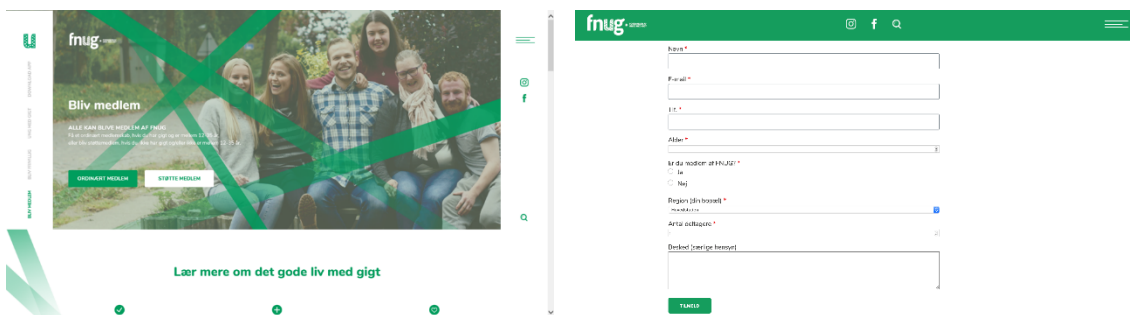 fnug
Bliv medlem
ALLE KAN BLIVE MEDLEM AF FNUG
ORDINÆRT MEDLEM
STØTTE MEDLEM
BLIV MEDLEM
Lær mere om det gode liv med gigt
fnug
Navn *
E-mail *
Tlf. *
Alder *
Er du medlem af FNUG? *
Ja
Nej
Region (din bopæl) *
Antal deltagere *
Besked (særlige hensyn)
TILMELD